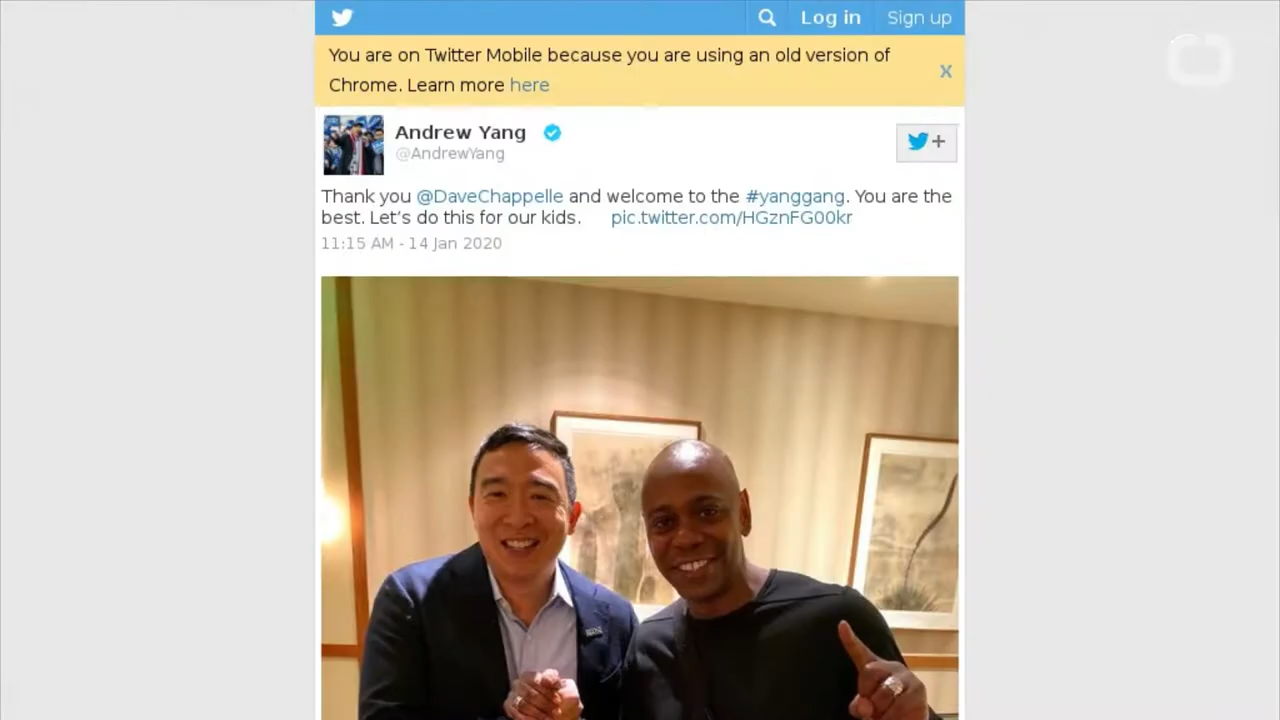 Log in Sign up
You are on Twitter Mobile because you are using an old version of
Chrome. Learn more here
x
Andrew Yang
@AndrewYang
+
Thank you @DaveChappelle and welcome to the #yanggang. You are the
best. Let's do this for our kids. pic.twitter.com/HGznFG00kr
11:15 AM - 14 Jan 2020